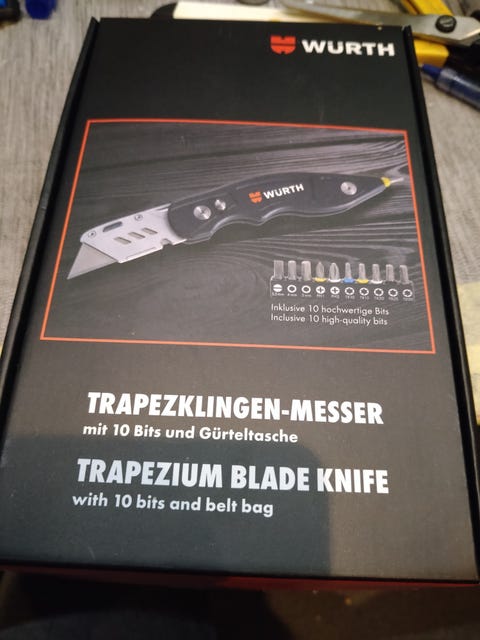 WÜRTH
WÜRTH
Inklusive 10 hochwertige Bits
Inclusive 10 high-quality bits
TRAPEZKLINGEN-MESSER
mit 10 Bits und Gürteltasche
TRAPEZIUM BLADE KNIFE
with 10 bits and belt bag